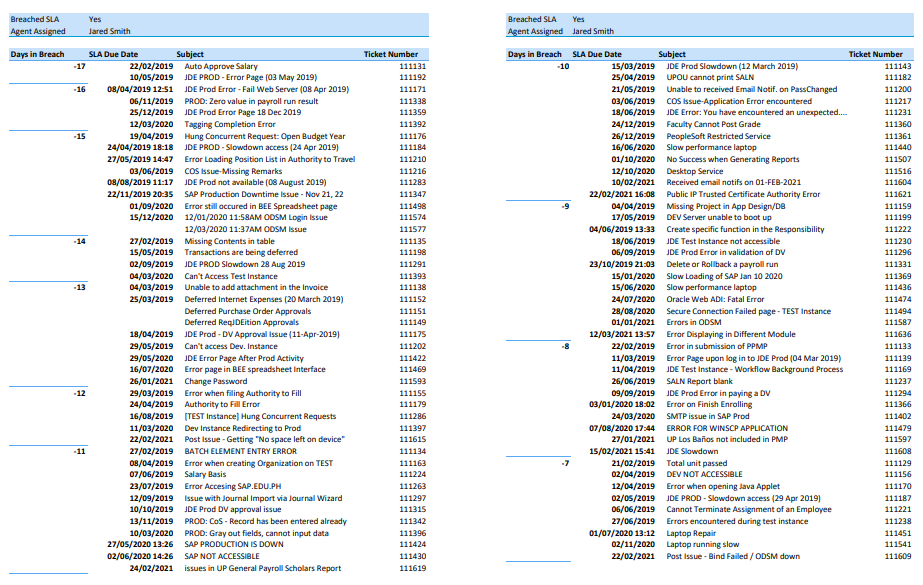 Breached SLA Yes
Agent Assigned Jared Smith
Days in Breach SLA Due Date Subject Ticket Number
-17 22/02/2019 Auto Approve Salary 111131
10/05/2019 JDE PROD - Error Page (03 May 2019) 111192
-16 08/04/2019 12:51 JDE Prod Error - Fail Web Server (08 Apr 2019) 111171
06/11/2019 PROD: Zero value in payroll run result 111338
25/12/2019 JDE Prod Error Page 18 Dec 2019 111359
12/03/2020 Tagging Completion Error 111392
-15 19/04/2019 Hung Concurrent Request: Open Budget Year 111176
24/04/2019 18:18 JDE PROD - Slowdown access (24 Apr 2019) 111184
27/05/2019 14:47 Error Loading Position List in Authority to Travel 111210
03/06/2019 COS Issue-Missing Remarks 111216
08/08/2019 11:17 JDE Prod not available (08 August 2019) 111283
22/11/2019 20:35 SAP Production Downtime Issue - Nov 21, 22 111347
01/09/2020 Error still occured in BEE Spreadsheet page 111498
15/12/2020 12/01/2020 11:58AM ODSM Login Issue 111574
12/03/2020 11:37AM ODSM Issue 111577
-14 27/02/2019 Missing Contents in table 111135
15/05/2019 Transactions are being deferred 111198
02/09/2019 JDE PROD Slowdown 28 Aug 2019 111291
04/03/2020 Can't Access Test Instance 111393
-13 04/03/2019 Unable to add attachment in the Invoice 111138
25/03/2019 Deferred Internet Expenses (20 March 2019) 111152
Deferred Purchase Order Approvals 111151
Deferred ReqJDEition Approvals 111149
18/04/2019 JDE Prod - DV Approval Issue (11-Apr-2019) 111175
29/05/2019 Can't access Dev. Instance 111202
29/05/2020 JDE Error Page After Prod Activity 111422
16/07/2020 Error page in BEE spreadsheet Interface 111469
26/01/2021 Change Password 111593
-12 29/03/2019 Error when filing Authority to Fill 111155
24/04/2019 Authority to Fill Error 111179
16/08/2019 [TEST Instance] Hung Concurrent Requests 111286
11/03/2020 Dev Instance Redirecting to Prod 111397
22/02/2021 Post Issue - Getting "No space left on device" 111615
-11 27/02/2019 BATCH ELEMENT ENTRY ERROR 111134
08/04/2019 Error when creating Organization on TEST 111163
07/06/2019 Salary Basis 111224
23/07/2019 Error Accesing SAP.EDU.PH 111263
12/09/2019 Issue with Journal Import via Journal Wizard 111297
10/10/2019 JDE Prod DV approval issue 111315
13/11/2019 PROD: CoS - Record has been entered already 111342
10/03/2020 PROD: Gray out fields, cannot input data 111396
27/05/2020 13:26 SAP PRODUCTION IS DOWN 111424
02/06/2020 14:26 SAP NOT ACCESSIBLE 111430
24/02/2021 issues in UP General Payroll Scholars Report 111619
Breached SLA Yes
Agent Assigned Jared Smith
Days in Breach SLA Due Date Subject Ticket Number
-10 15/03/2019 JDE Prod Slowdown (12 March 2019) 111143
25/04/2019 UPOU cannot print SALN 111182
21/05/2019 Unable to received Email Notif. on PassChanged 111200
03/06/2019 COS Issue-Application Error encountered 111217
18/06/2019 JDE Error: You have encountered an unexpected.... 111231
24/12/2019 Faculty Cannot Post Grade 111360
26/12/2019 PeopleSoft Restricted Service 111361
16/06/2020 Slow performance laptop 111440
01/10/2020 No Success when Generating Reports 111507
12/10/2020 Desktop Service 111516
10/02/2021 Received email notifs on 01-FEB-2021 111604
22/02/2021 16:08 Public IP Trusted Certificate Authority Error 111621
-9 04/04/2019 Missing Project in App Design/DB 111159
17/05/2019 DEV Server unable to boot up 111199
04/06/2019 13:33 Create specific function in the Responsibility 111222
18/06/2019 JDE Test Instance not accessible 111230
06/09/2019 JDE Prod Error in validation of DV 111296
23/10/2019 21:03 Delete or Rollback a payroll run 111331
15/01/2020 Slow Loading of SAP Jan 10 2020 111369
15/06/2020 Slow performance laptop 111436
24/07/2020 Oracle Web ADI: Fatal Error 111474
28/08/2020 Secure Connection Failed page - TEST Instance 111494
01/01/2021 Errors in ODSM 111587
12/03/2021 13:57 Error Displaying in Different Module 111636
-8 22/02/2019 Error in submission of PPMP 111133
11/03/2019 Error Page upon log in to JDE Prod (04 Mar 2019) 111139
11/04/2019 JDE Test Instance - Workflow Background Process 111169
26/06/2019 SALN Report blank 111237
09/09/2019 JDE Prod Error in paying a DV 111294
03/01/2020 18:02 Error on Finish Enrolling 111366
24/03/2020 SMTP issue in SAP Prod 111402
07/08/2020 17:44 ERROR FOR WINSCP APPLICATION 111479
27/01/2021 UP Los Baños not included in PMP 111597
15/02/2021 15:41 JDE Slowdown 111608
-7 21/02/2019 Total unit passed 111129
02/04/2019 DEV NOT ACCESSIBLE 111156
12/04/2019 Error when opening Java Applet 111170
02/05/2019 JDE PROD - Slowdown access (29 Apr 2019) 111187
06/06/2019 Cannot Terminate Assignment of an Employee 111221
27/06/2019 Errors encountered during test instance 111238
01/07/2020 13:12 Laptop Repair 111451
02/11/2020 Laptop running slow 111541
22/02/2021 Post Issue - Bind Failed / ODSM down 111609